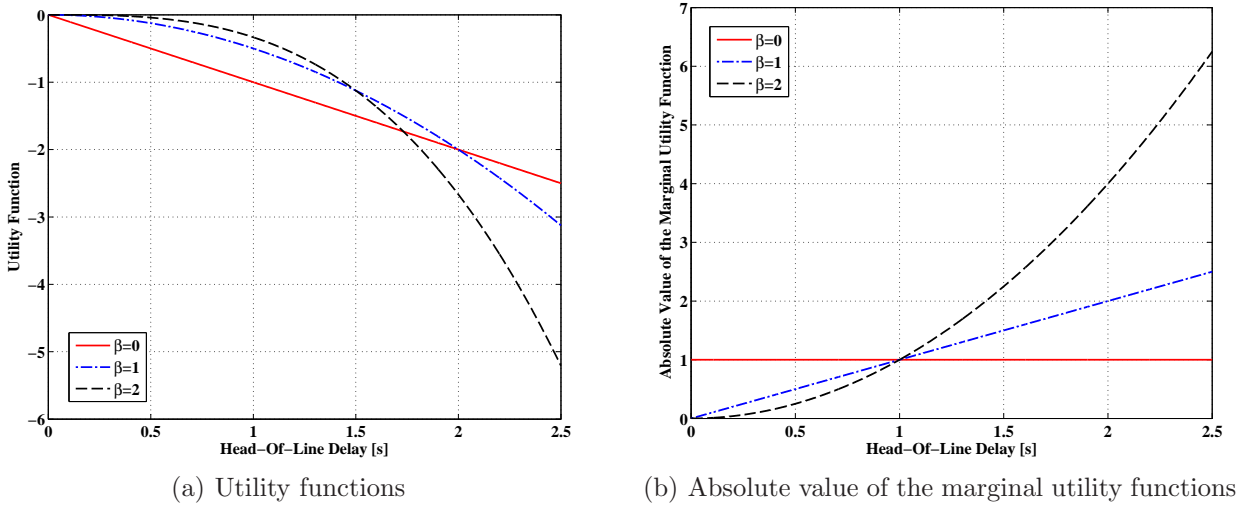 0
−1
−2
−3
−4
−5
−6
Utility Function
β=0
β=1
β=2
0 0.5 1 1.5 2 2.5
Head−Of−Line Delay [s]
(a) Utility functions
7
6
5
4
3
2
1
0
Absolute Value of the Marginal Utility Function
β=0
β=1
β=2
0 0.5 1 1.5 2 2.5
Head−Of−Line Delay [s]
(b) Absolute value of the marginal utility functions